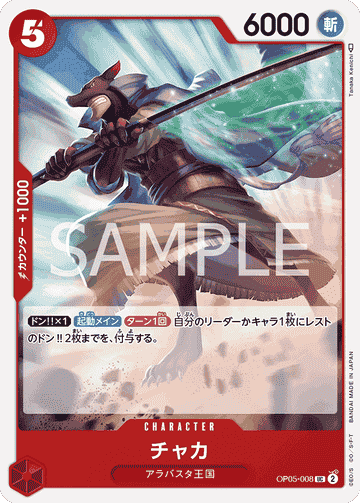 5
6000
斬
Tanaka Kenichi
カウンター +1000
SAMPLE
ドン!!×1 起動メイン ターン1回 自分のリーダーかキャラ1枚にレスト
のドン!!2枚までを、付与する。
CHARACTER
チャカ
アラバスタ王国
OP05-008 UC 2
BANDAI MADE IN JAPAN